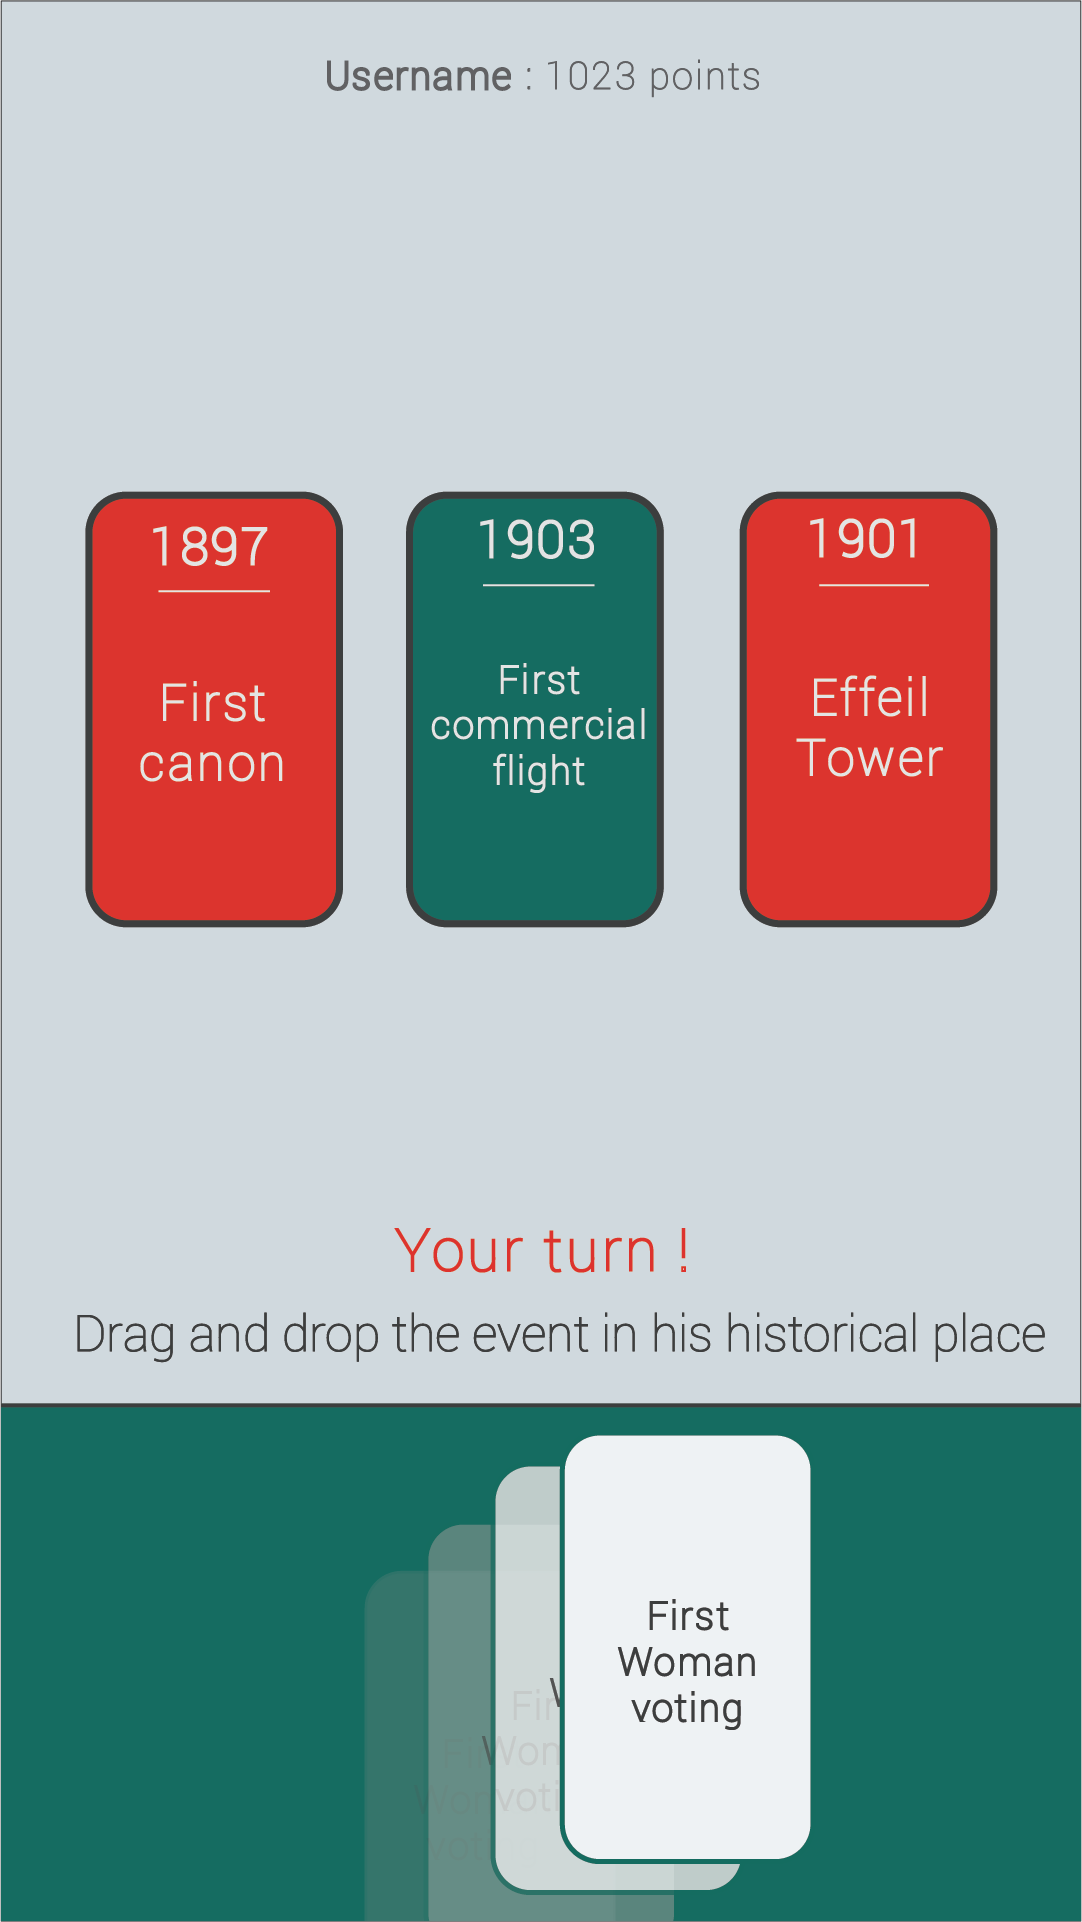 Username : 1023 points
1897
First
canon
1903
First
commercial
flight
1901
Effeil
Tower
Your turn !
Drag and drop the event in his historical place
First
Woman
voting